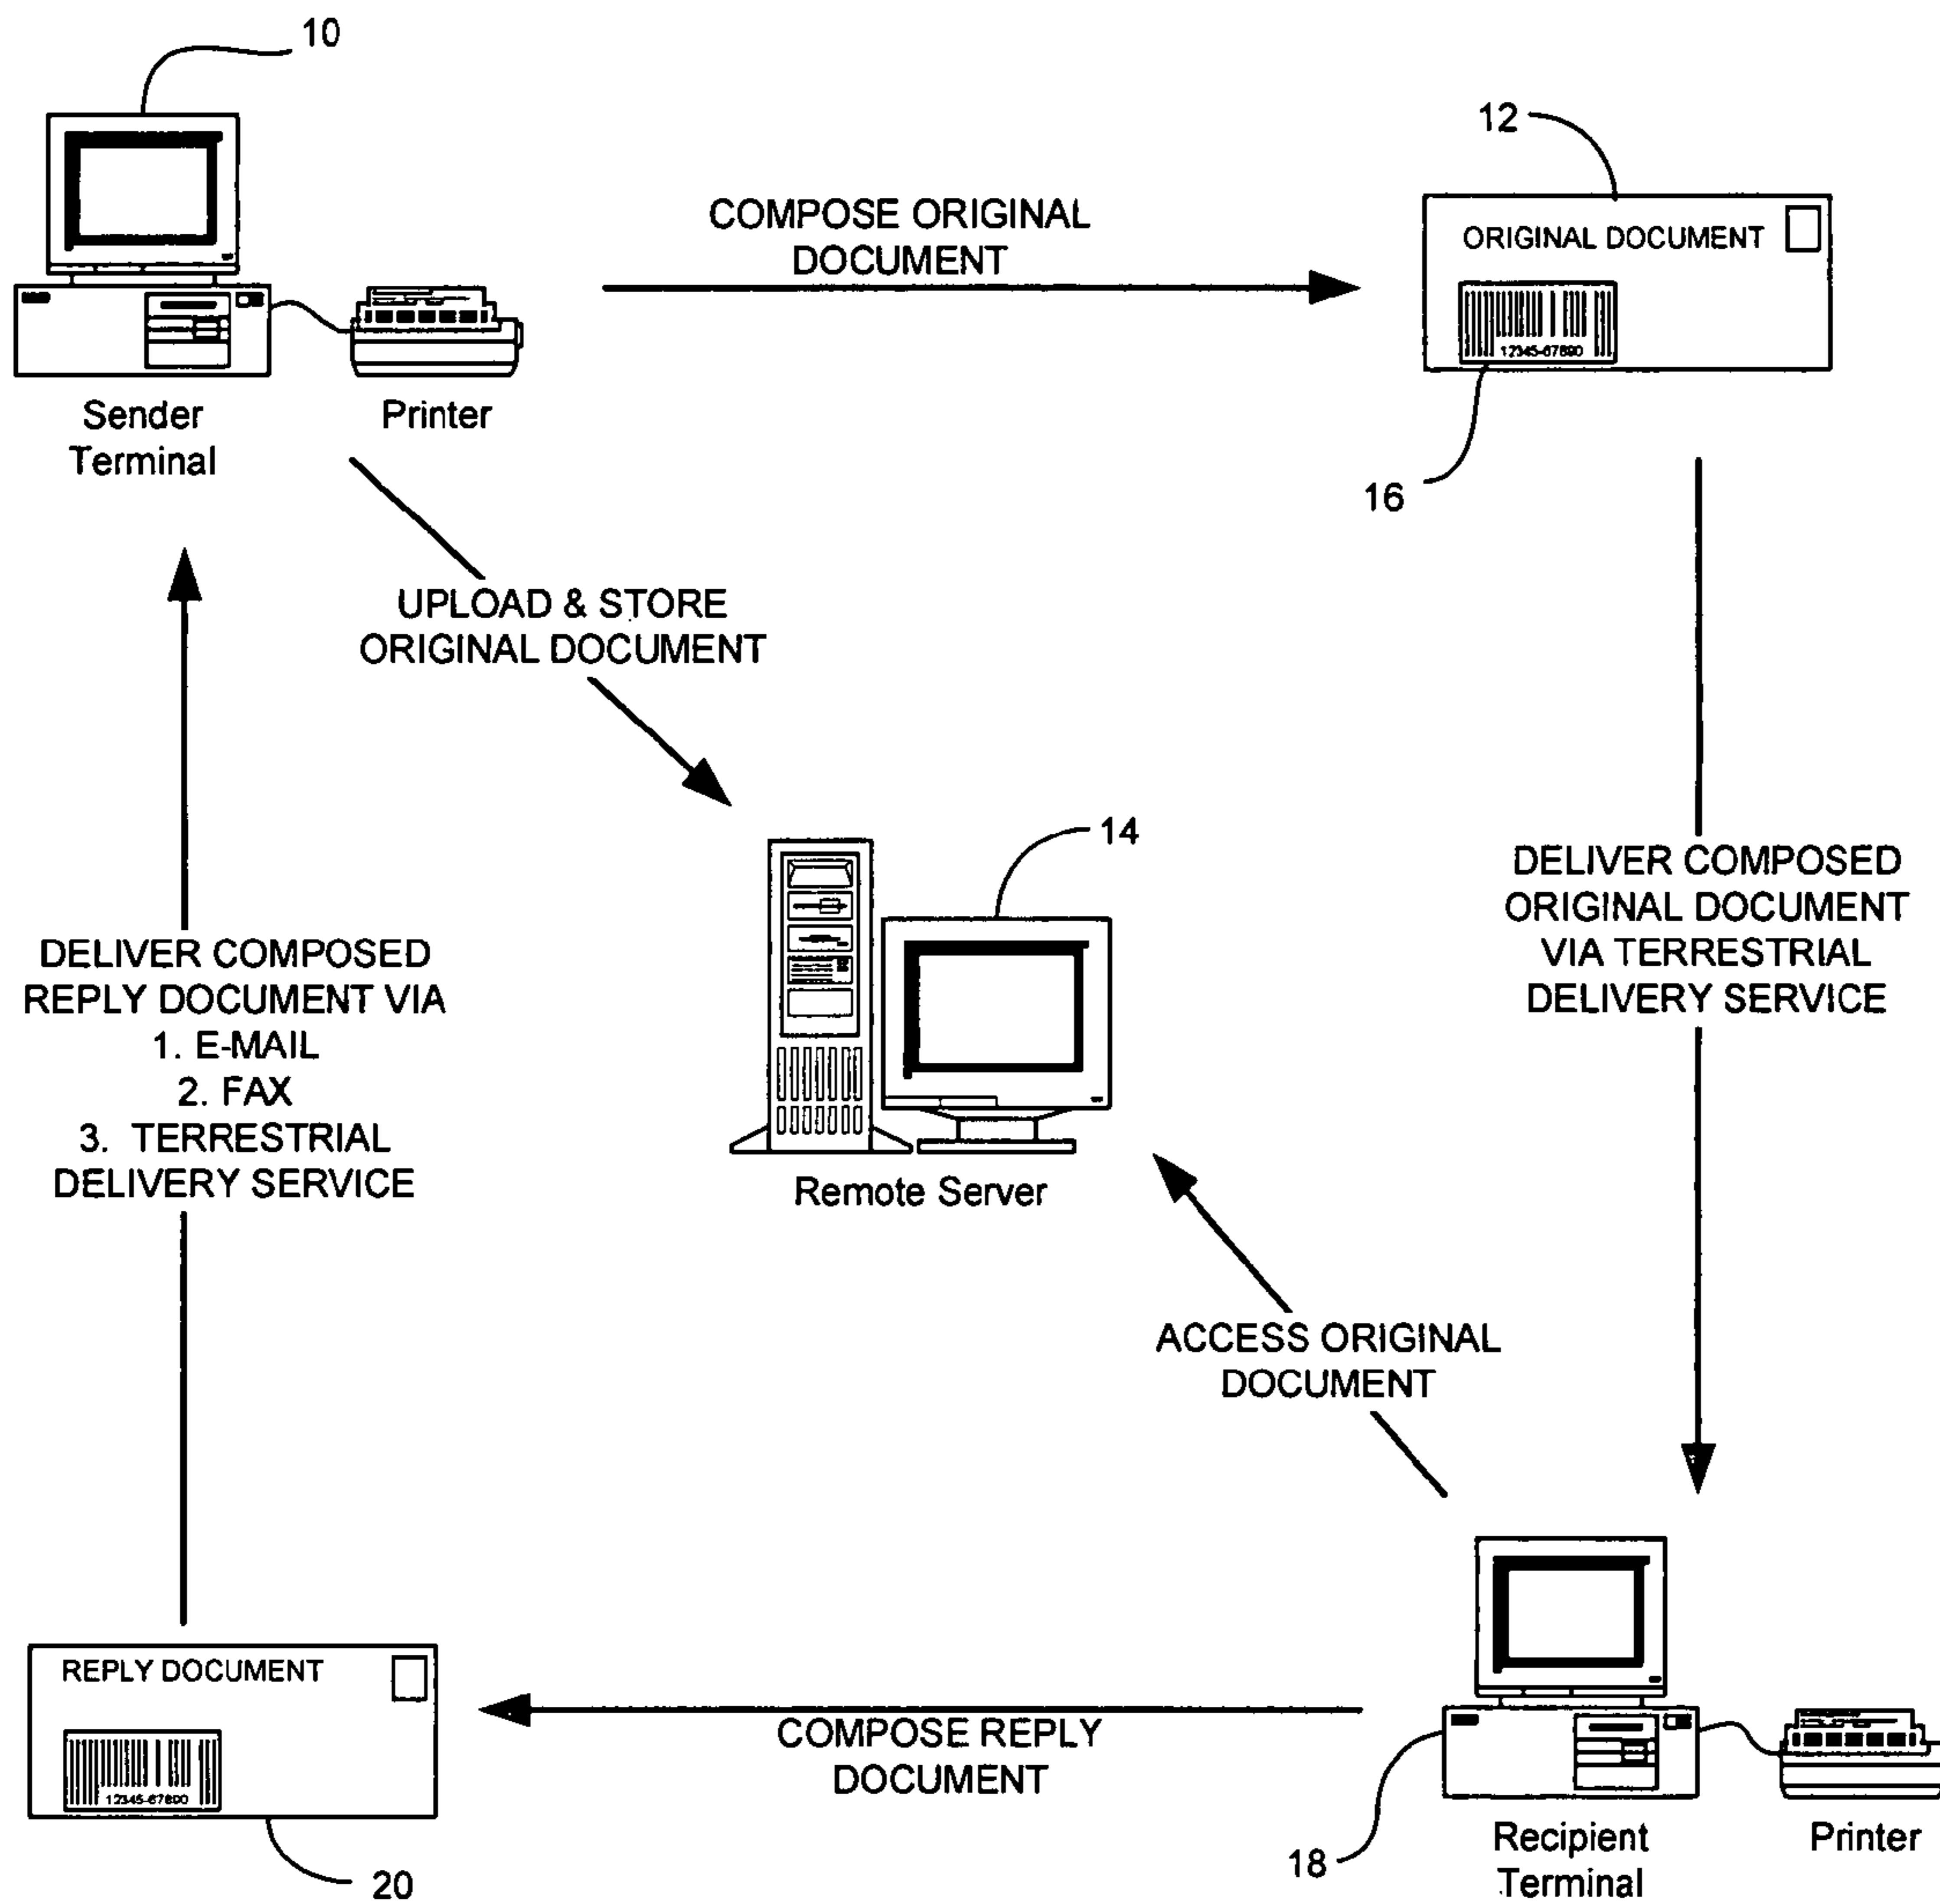 10
12
COMPOSE ORIGINAL
DOCUMENT
ORIGINAL DOCUMENT
12345-67890
Sender
Terminal
Printer
16
UPLOAD & STORE
ORIGINAL DOCUMENT
14
DELIVER COMPOSED
ORIGINAL DOCUMENT
VIA TERRESTRIAL
DELIVERY SERVICE
DELIVER COMPOSED
REPLY DOCUMENT VIA
1. E-MAIL
2. FAX
3. TERRESTRIAL
DELIVERY SERVICE
Remote Server
ACCESS ORIGINAL
DOCUMENT
REPLY DOCUMENT
12345-67890
COMPOSE REPLY
DOCUMENT
20
18
Recipient
Terminal
Printer